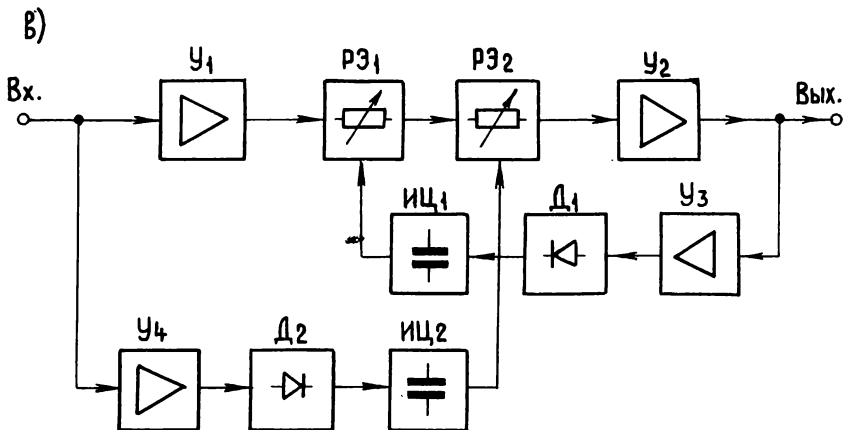 в)
У1 РЭ1 РЭ2 У2
Вх. Вых.
ИЦ1 Д1 У3
У4 Д2 ИЦ2